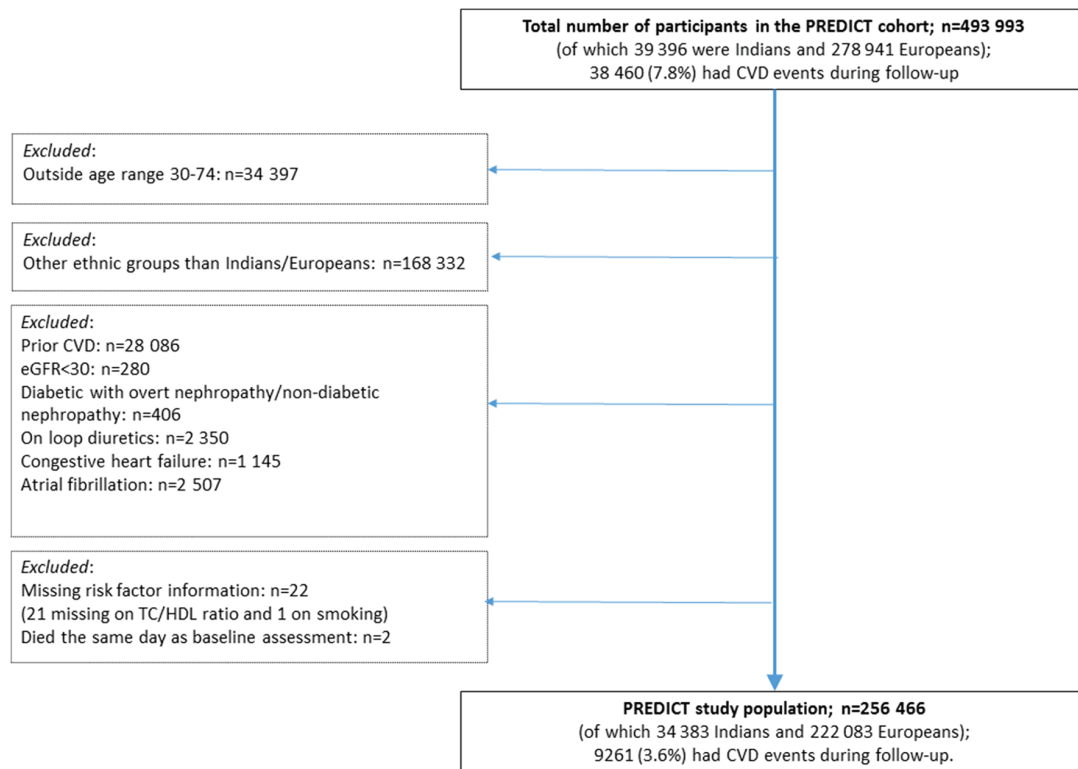 Total number of participants in the PREDICT cohort; n=493 993
(of which 39 396 were Indians and 278 941 Europeans);
38 460 (7.8%) had CVD events during follow-up
Excluded:
Outside age range 30-74: n=34 397
Excluded:
Other ethnic groups than Indians/Europeans: n=168 332
Excluded:
Prior CVD: n=28 086
eGFR<30: n=280
Diabetic with overt nephropathy/non-diabetic
nephropathy: n=406
On loop diuretics: n=2 350
Congestive heart failure: n=1 145
Atrial fibrillation: n=2 507
Excluded:
Missing risk factor information: n=22
(21 missing on TC/HDL ratio and 1 on smoking)
Died the same day as baseline assessment: n=2
PREDICT study population; n=256 466
(of which 34 383 Indians and 222 083 Europeans);
9261 (3.6%) had CVD events during follow-up.